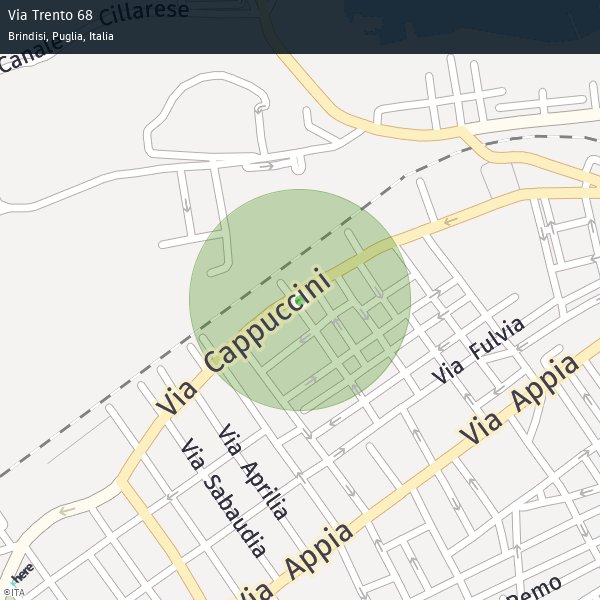 Via Trento 68
Brindisi, Puglia, Italia
Canale Cillarese
Via Cappuccini
Via Fulvia
Via Appia
Via Aprilia
Via Sabaudia
Via Appia
Remo
here
©ITA